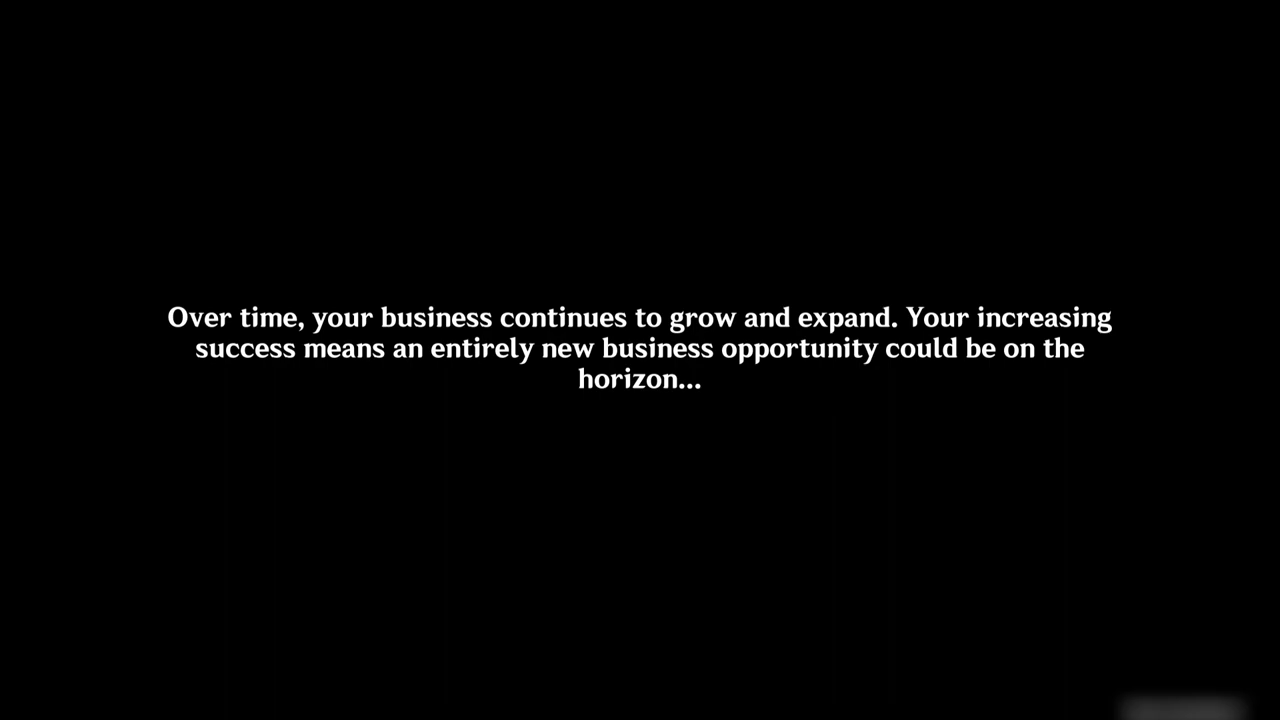 Over time, your business continues to grow and expand. Your increasing
success means an entirely new business opportunity could be on the
horizon...